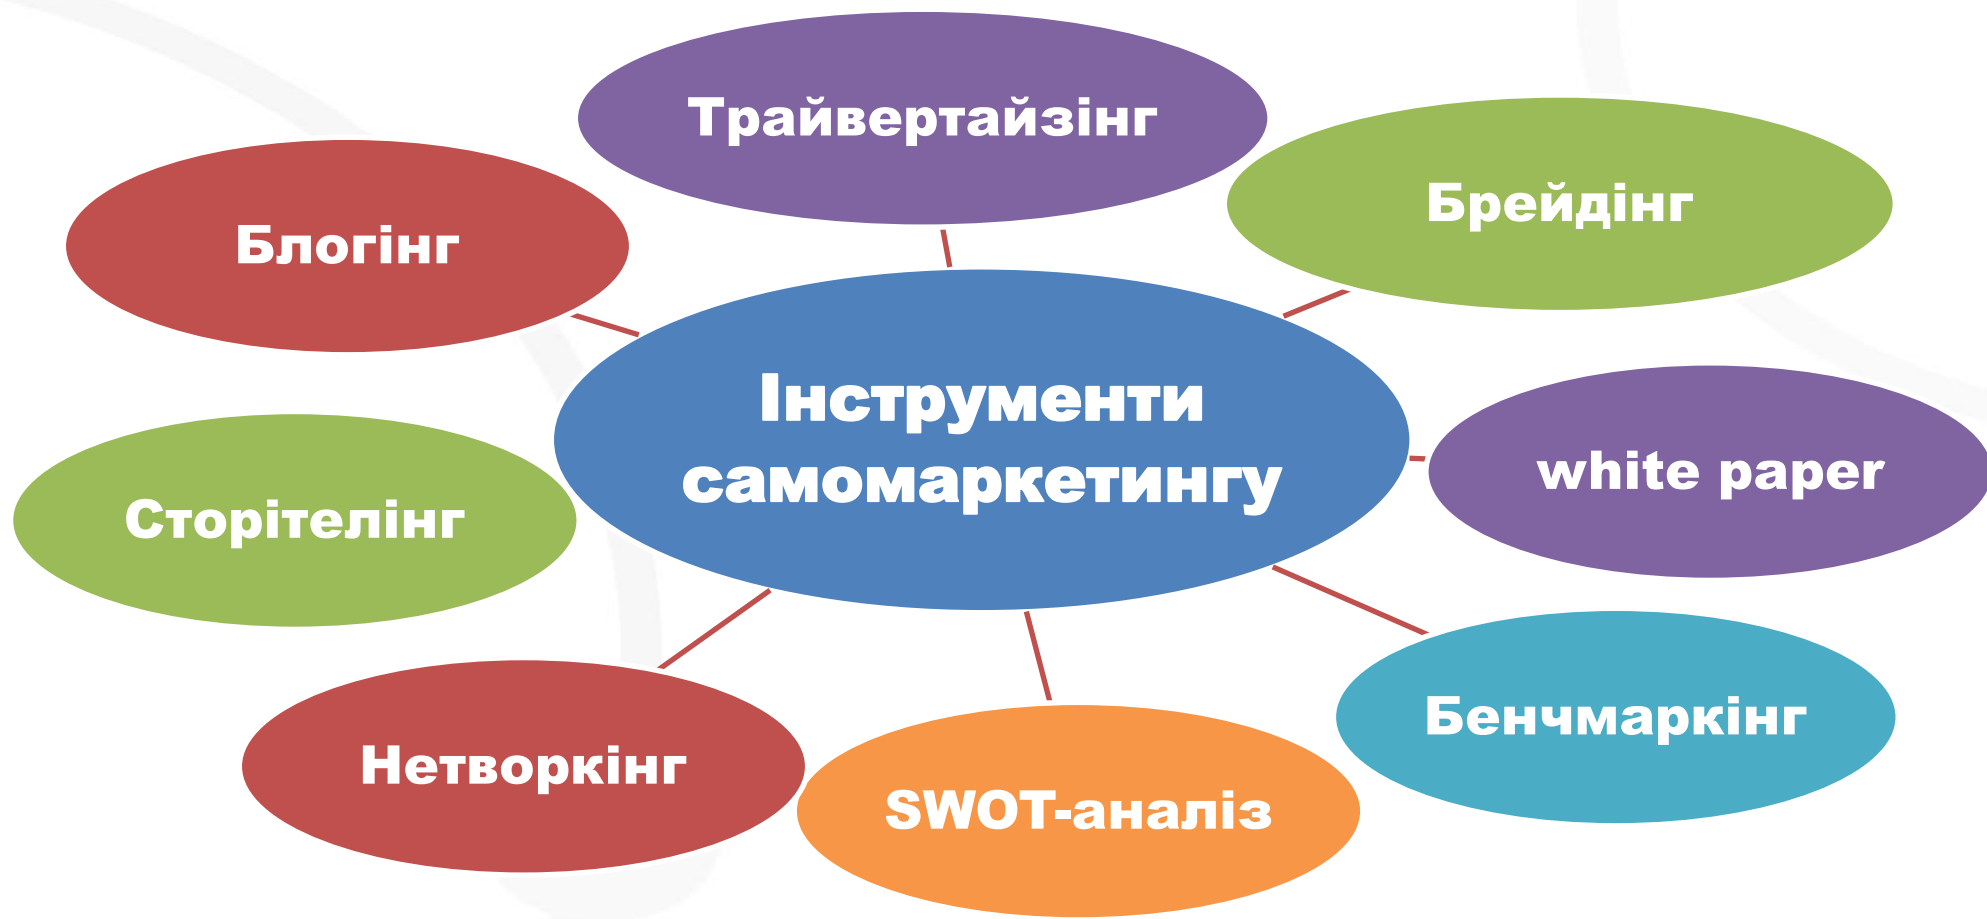 Трайвертайзінг
Брейдінг
Блогінг
Інструменти
самомаркетингу
white paper
Сторітелінг
Бенчмаркінг
Нетворкінг
SWOT-аналіз